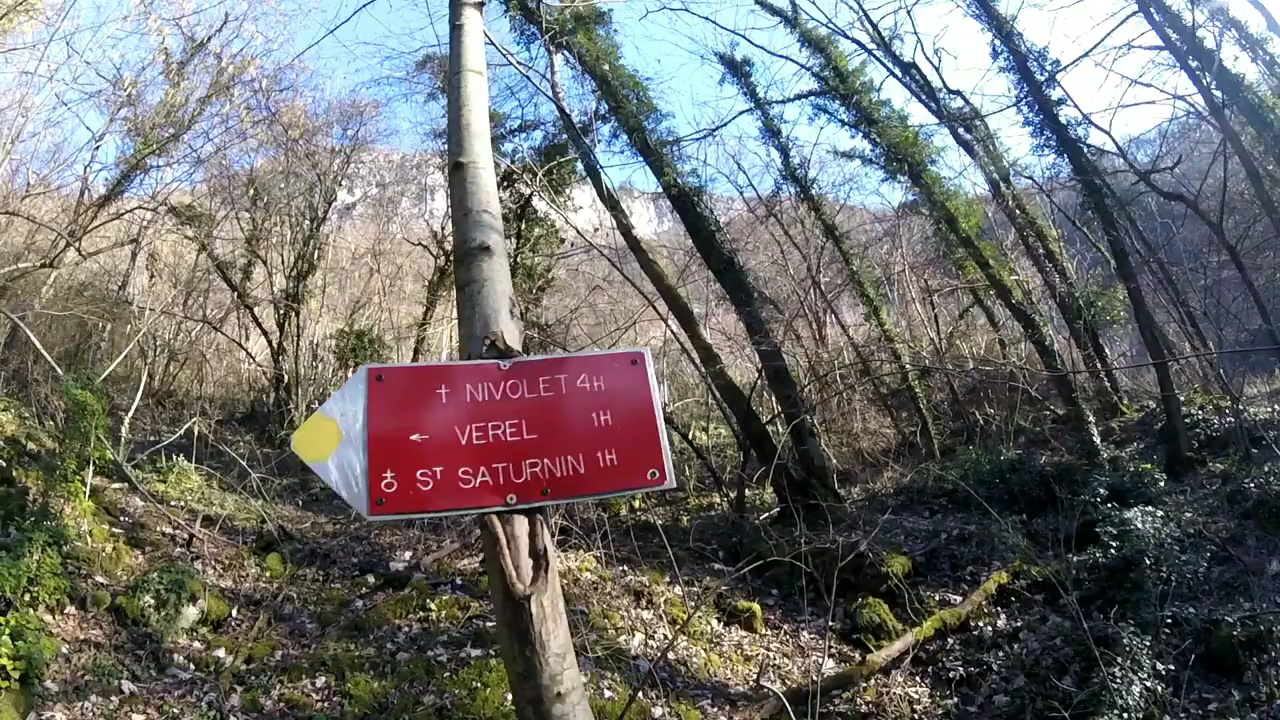 † NIVOLET 4H
← VEREL 1H
♁ ST SATURNIN 1H